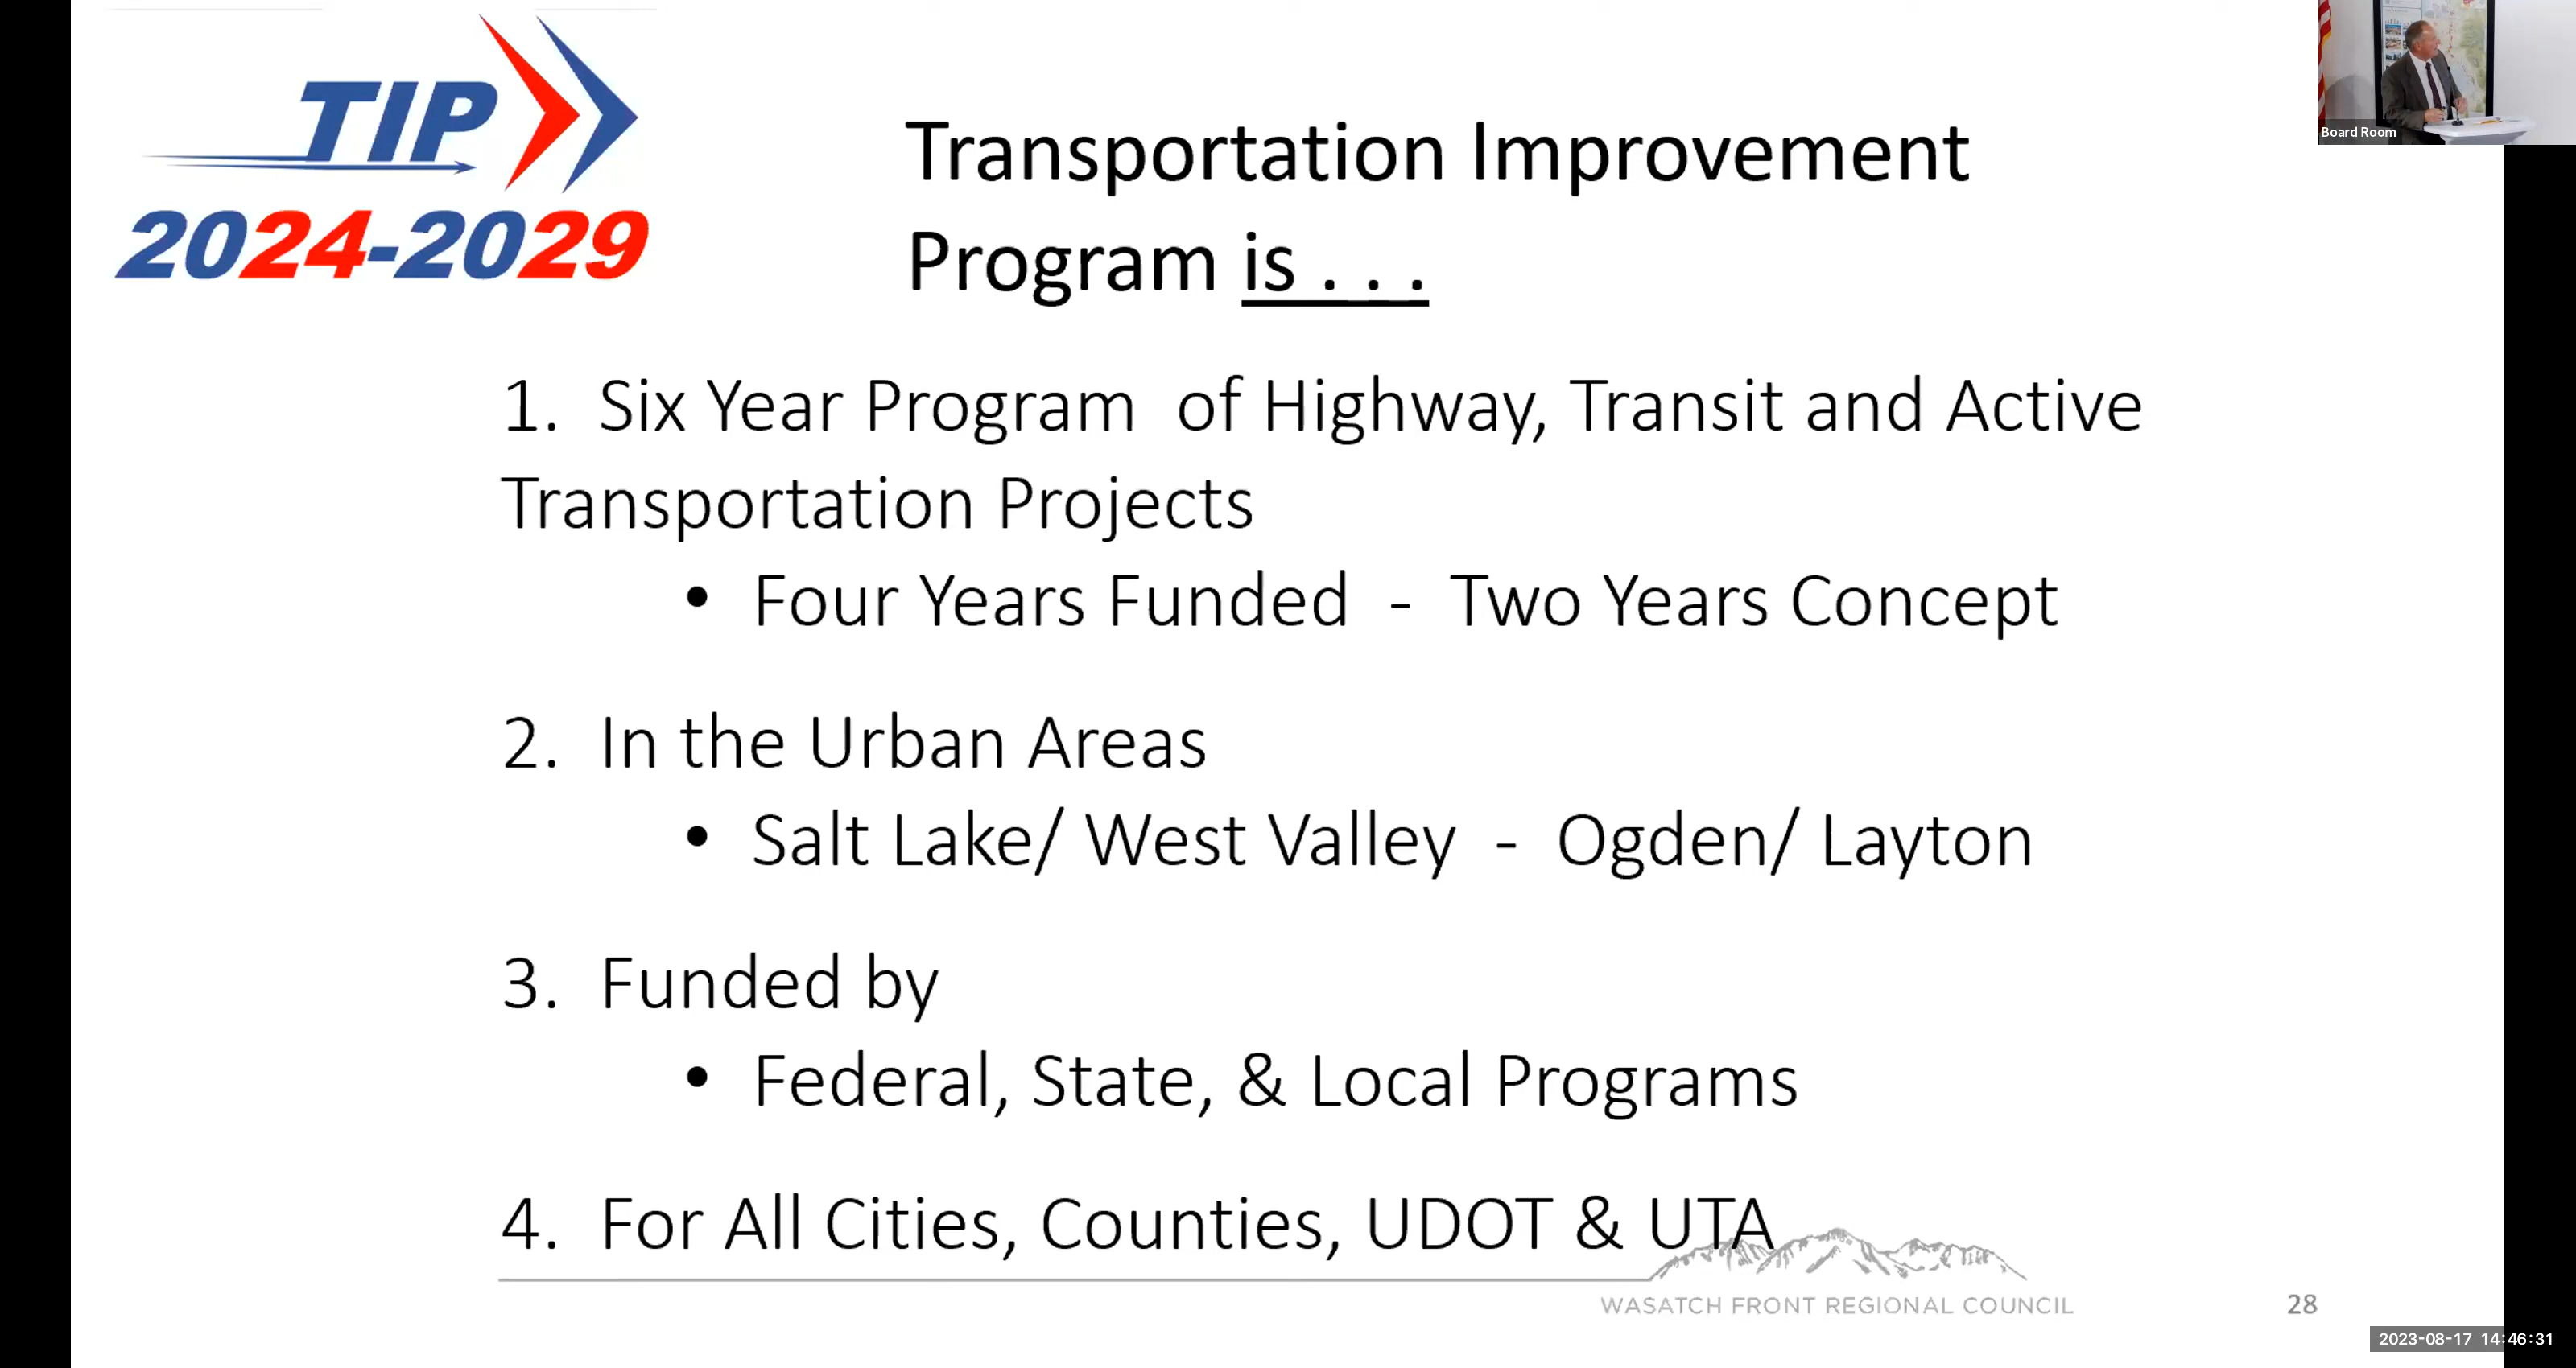 TIP
2024-2029
Transportation Improvement
Program is . . .
1. Six Year Program of Highway, Transit and Active
Transportation Projects
• Four Years Funded - Two Years Concept
2. In the Urban Areas
• Salt Lake/ West Valley - Ogden/ Layton
3. Funded by
• Federal, State, & Local Programs
4. For All Cities, Counties, UDOT & UTA
WASATCH FRONT REGIONAL COUNCIL
28
Board Room
2023-08-17 14:46:31